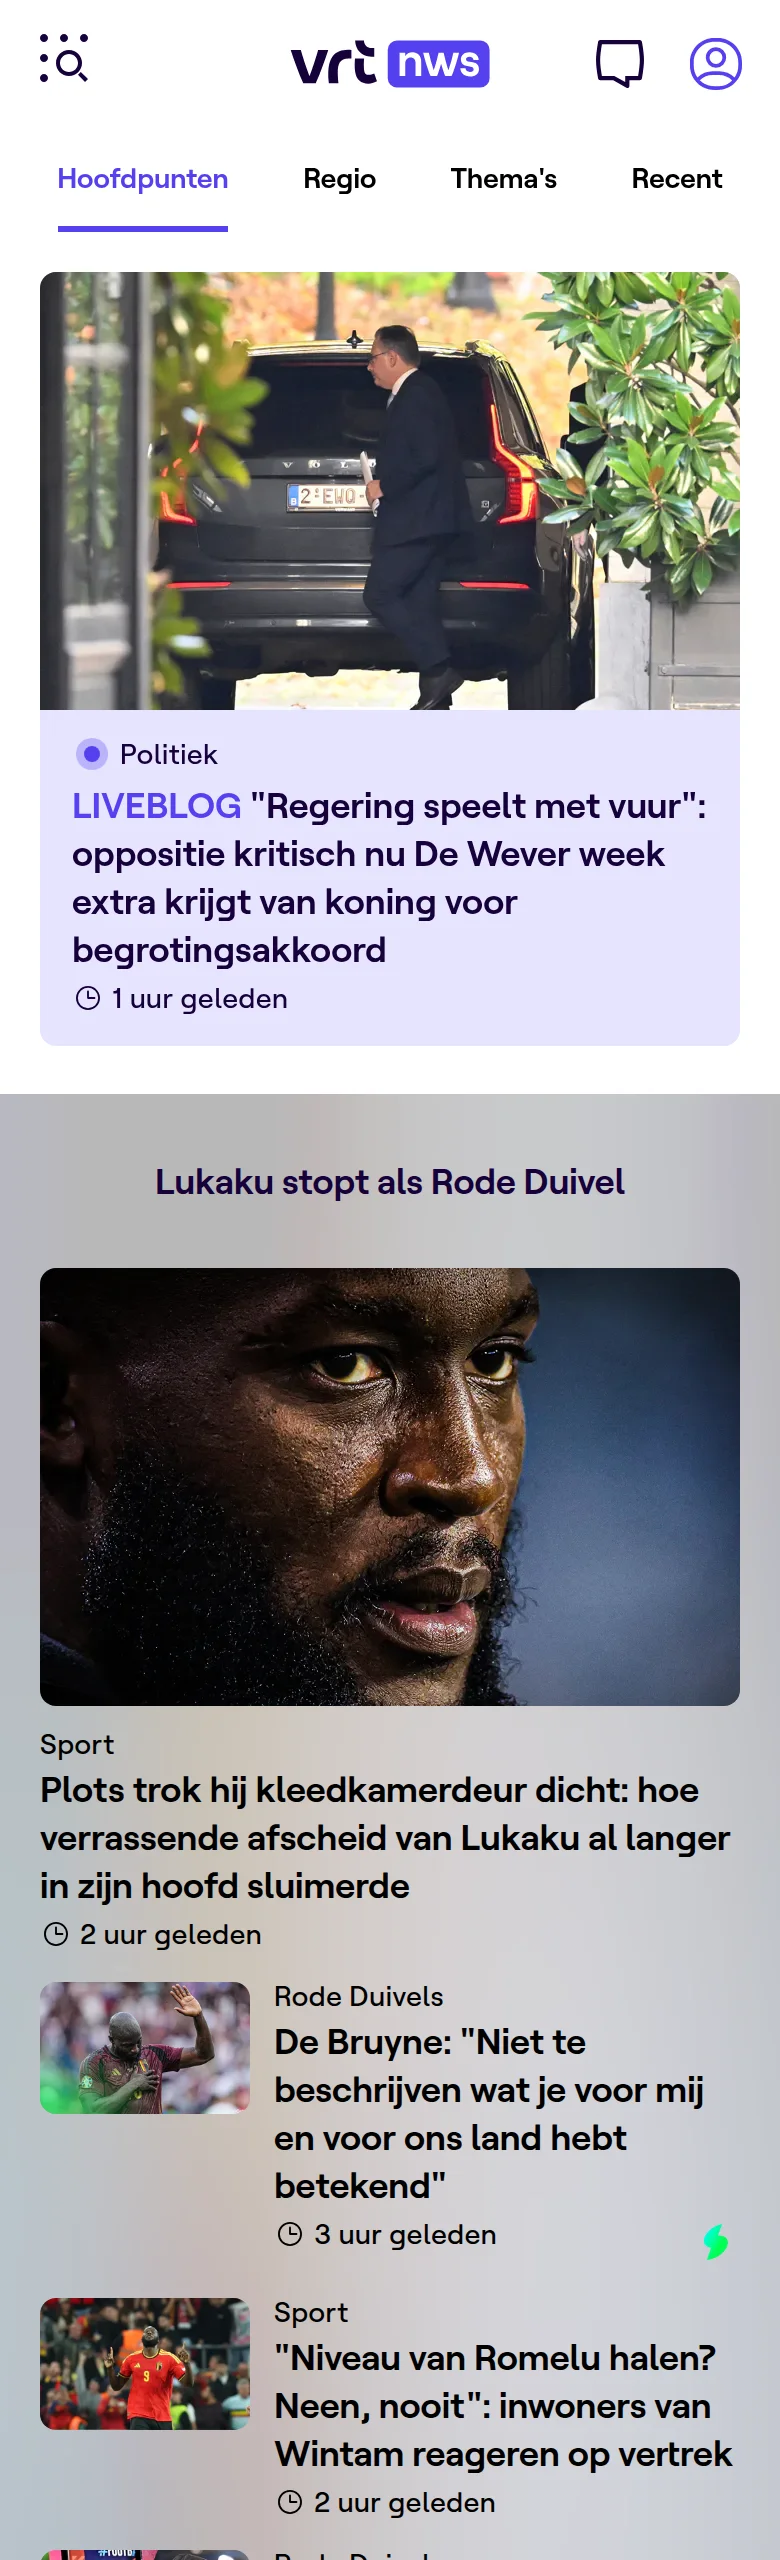 vrt nws
Hoofdpunten
Regio
Thema's
Recent
VOLV
2·EWQ-
Politiek
LIVEBLOG "Regering speelt met vuur":
oppositie kritisch nu De Wever week
extra krijgt van koning voor
begrotingsakkoord
1 uur geleden
Lukaku stopt als Rode Duivel
Sport
Plots trok hij kleedkamerdeur dicht: hoe
verrassende afscheid van Lukaku al langer
in zijn hoofd sluimerde
2 uur geleden
Rode Duivels
De Bruyne: "Niet te
beschrijven wat je voor mij
en voor ons land hebt
betekend"
3 uur geleden
9
Sport
"Niveau van Romelu halen?
Neen, nooit": inwoners van
Wintam reageren op vertrek
2 uur geleden